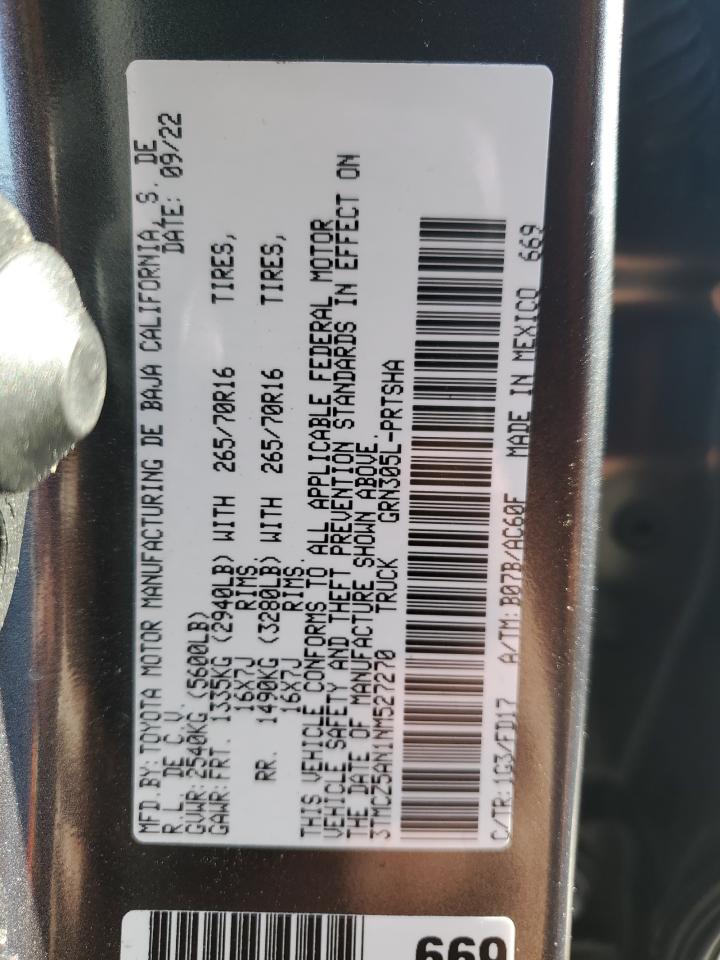 MFD.BY: TOYOTA MOTOR MANUFACTURING DE BAJA CALIFORNIA, S. DE
R.L. DE C.V. DATE: 09/22
GVWR: 2540KG (5600LB)
GAWR: FRT. 1335KG (2940LB) WITH 265/70R16 TIRES,
16X7J RIMS.
RR. 1490KG (3280LB) WITH 265/70R16 TIRES,
16X7J RIMS.
THIS VEHICLE CONFORMS TO ALL APPLICABLE FEDERAL MOTOR
VEHICLE SAFETY AND THEFT PREVENTION STANDARDS IN EFFECT ON
THE DATE OF MANUFACTURE SHOWN ABOVE.
3TMCZ5AN1NM527270 TRUCK GRN305L-PRTSHA
C/TR: 1G3/FD17 A/TM: B07B/AC60F MADE IN MEXICO 669
669